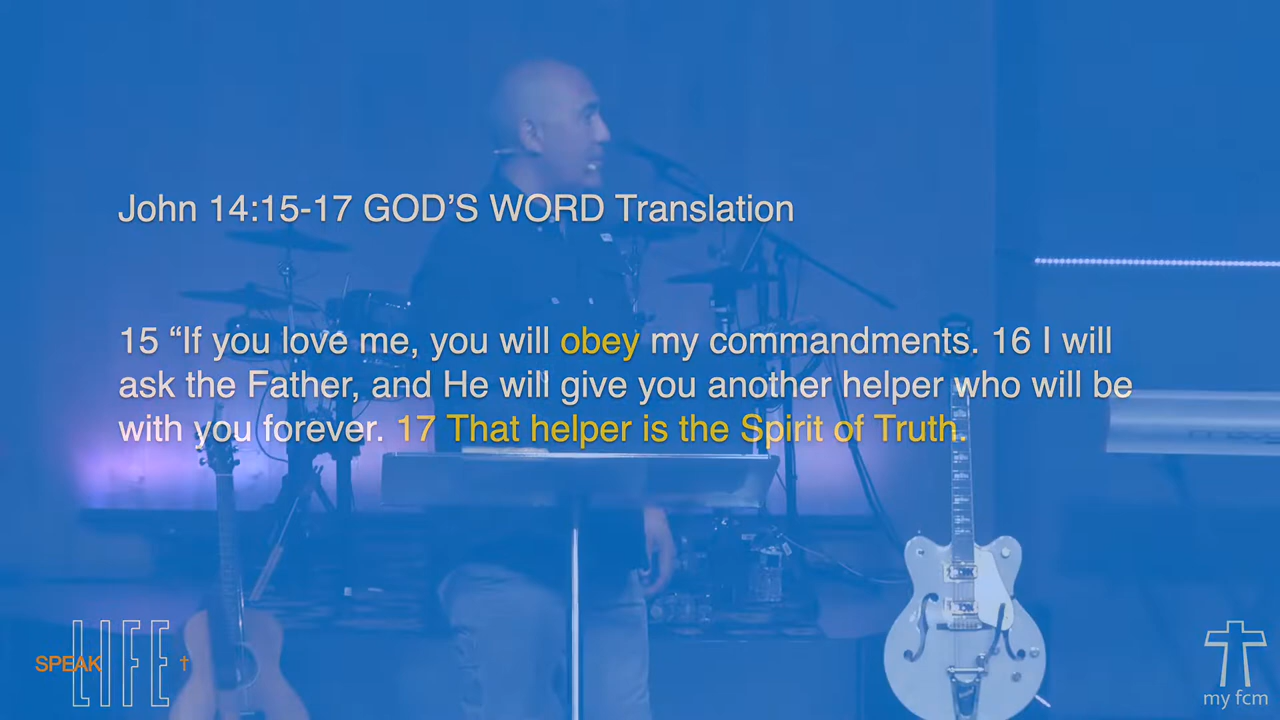 John 14:15-17 GOD’S WORD Translation
15 “If you love me, you will obey my commandments. 16 I will
ask the Father, and He will give you another helper who will be
with you forever. 17 That helper is the Spirit of Truth.
SPEAK LIFE
my fcm